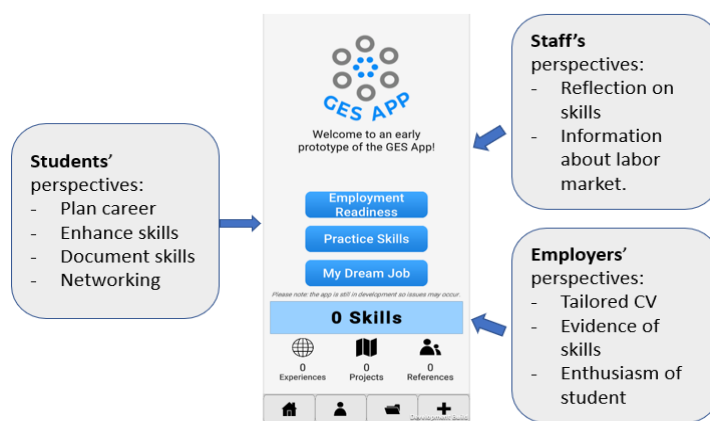 Students' perspectives:
- Plan career
- Enhance skills
- Document skills
- Networking
GES APP
Welcome to an early
prototype of the GES App!
Employment
Readiness
Practice Skills
My Dream Job
Please note: the app is still in development so issues may occur.
0 Skills
0
Experiences
0
Projects
0
References
Development Build
Staff's
perspectives:
- Reflection on
skills
- Information
about labor
market.
Employers'
perspectives:
- Tailored CV
- Evidence of
skills
- Enthusiasm of
student